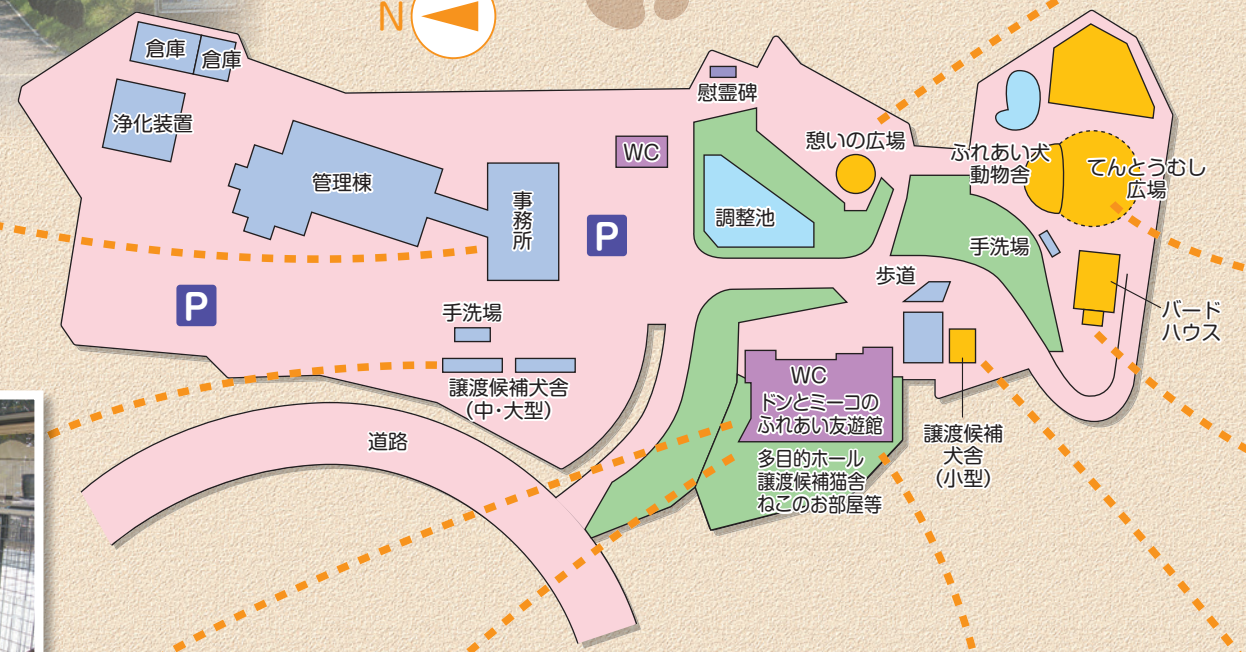 N
倉庫
倉庫
浄化装置
管理棟
事務所
WC
P
P
慰霊碑
憩いの広場
調整池
ふれあい犬
動物舎
てんとうむし
広場
手洗場
歩道
バード
ハウス
手洗場
譲渡候補犬舎
（中・大型）
道路
WC
ドンとミーコの
ふれあい友遊館
多目的ホール
譲渡候補猫舎
ねこのお部屋等
譲渡候補
犬舎
（小型）